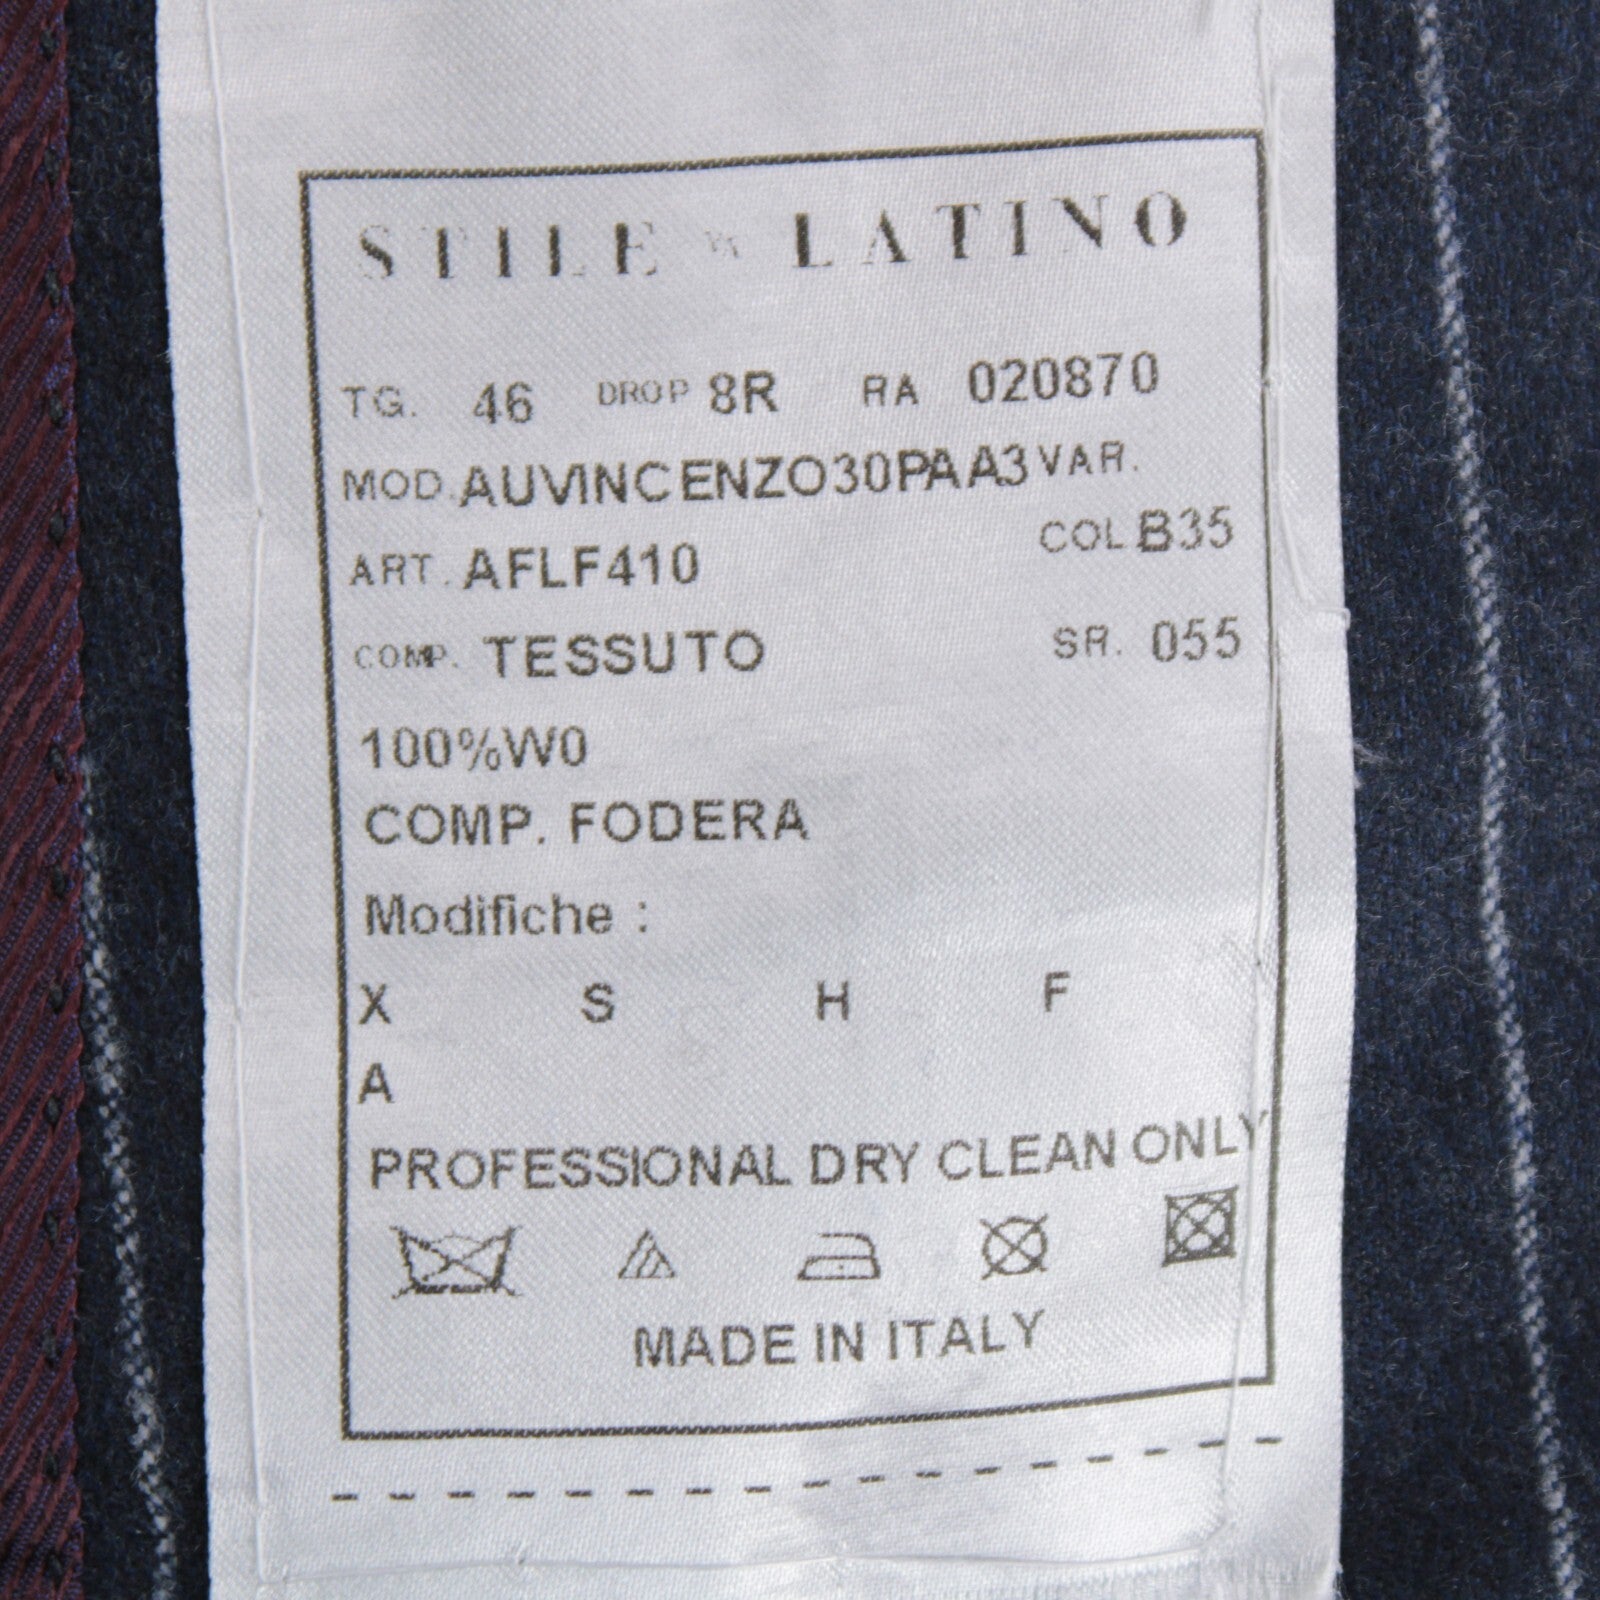 STILE LATINO
TG. 46 DROP 8R RA 020870
MOD. AUVINCENZO30PAA3 VAR.
ART. AFLF410 COL B35
COMP. TESSUTO SR. 055
100%W0
COMP. FODERA
Modifiche :
X S H F
A
PROFESSIONAL DRY CLEAN ONLY
MADE IN ITALY